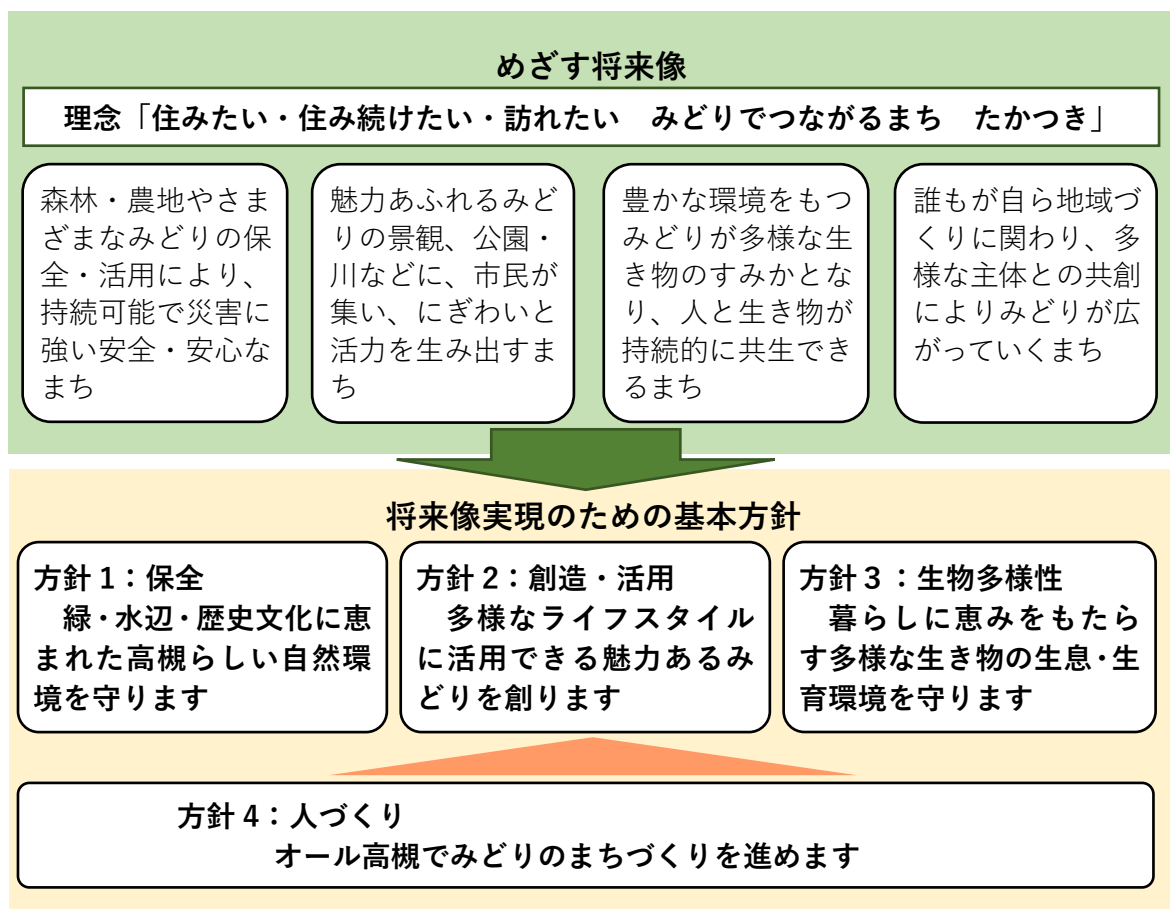 めざす将来像
理念「住みたい・住み続けたい・訪れたい　みどりでつながるまち　たかつき」
森林・農地やさま
ざまなみどりの保
全・活用により、
持続可能で災害に
強い安全・安心な
まち
魅力あふれるみど
りの景観、公園・
川などに、市民が
集い、にぎわいと
活力を生み出すま
ち
豊かな環境をもつ
みどりが多様な生
き物のすみかとな
り、人と生き物が
持続的に共生でき
るまち
誰もが自ら地域づ
くりに関わり、多
様な主体との共創
によりみどりが広
がっていくまち
将来像実現のための基本方針
方針1：保全
緑・水辺・歴史文化に恵
まれた高槻らしい自然環
境を守ります
方針2：創造・活用
多様なライフスタイル
に活用できる魅力あるみ
どりを創ります
方針3：生物多様性
暮らしに恵みをもたら
す多様な生き物の生息・生
育環境を守ります
方針4：人づくり
オール高槻でみどりのまちづくりを進めます